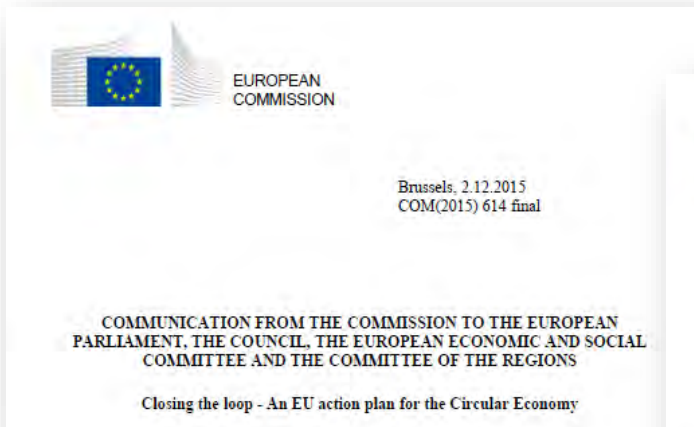 EUROPEAN
COMMISSION
Brussels, 2.12.2015
COM(2015) 614 final
COMMUNICATION FROM THE COMMISSION TO THE EUROPEAN
PARLIAMENT, THE COUNCIL, THE EUROPEAN ECONOMIC AND SOCIAL
COMMITTEE AND THE COMMITTEE OF THE REGIONS
Closing the loop - An EU action plan for the Circular Economy